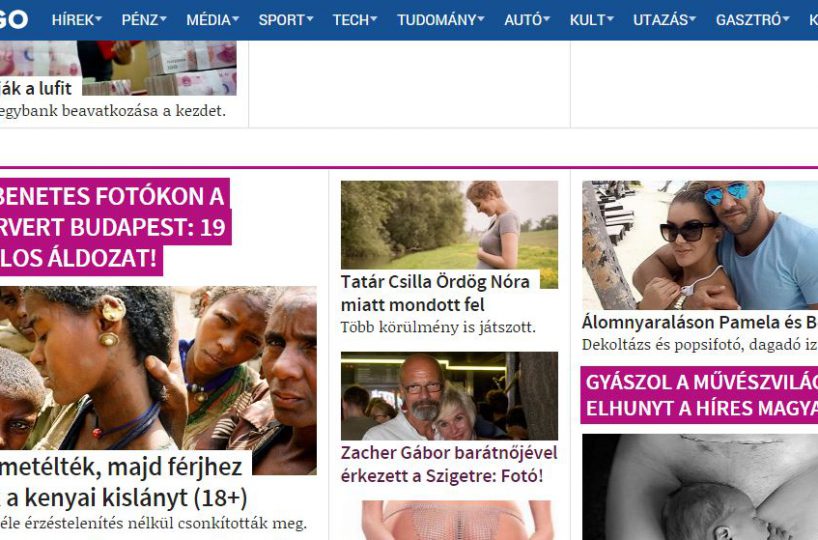 GO HÍREK PÉNZ MÉDIA SPORT TECH TUDOMÁNY AUTÓ KULT UTAZÁS GASZTRÓ K
ják a lufit
egybank beavatkozása a kezdet.
BENETES FOTÓKON A
RVERT BUDAPEST: 19
LOS ÁLDOZAT!
metélték, majd férjhez
a kenyai kislányt (18+)
éle érzéstelenítés nélkül csonkították meg.
Tatár Csilla Ördög Nóra
miatt mondott fel
Több körülmény is játszott.
Zacher Gábor barátnőjével
érkezett a Szigetre: Fotó!
Álomnyaraláson Pamela és B
Dekoltázs és popsifotó, dagadó iz
GYÁSZOL A MŰVÉSZVILÁG
ELHUNYT A HÍRES MAGYA